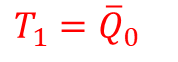 T₁ = Q̄₀